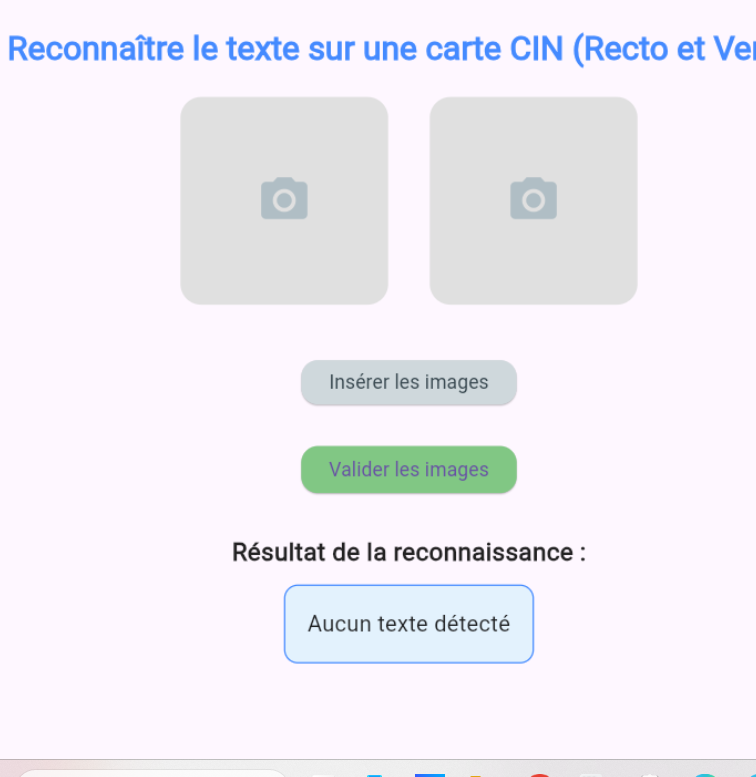 Reconnaître le texte sur une carte CIN (Recto et
Insérer les images
Valider les images
Résultat de la reconnaissance :
Aucun texte détecté